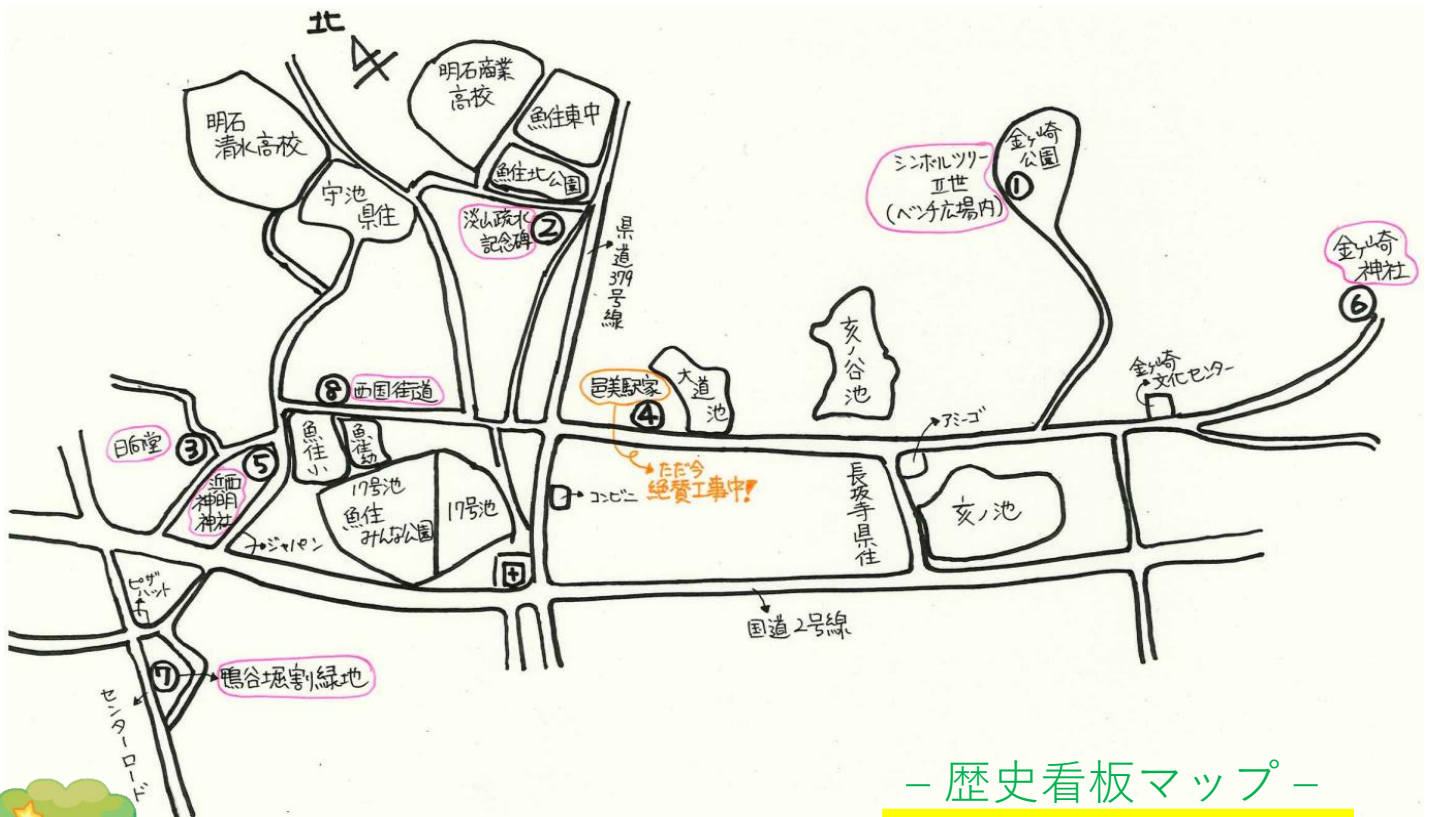 北
明石
清水高校
明石商業
高校
魚住東中
魚住北公園
守池
県住
淡山疏水
記念碑
②
県道379号線
シンボルツリー
Ⅱ世
(ベンチ広場内)
金ヶ崎
公園
①
金ヶ崎
神社
⑥
亥ノ谷池
金ヶ崎
文化センター
⑧
西国街道
邑美駅家
④
大道池
アミーゴ
日向堂
③
⑤
近西
神明
神社
魚住小
魚住幼
17号池
魚住
みんな公園
17号池
コンビニ
ただ今
絶賛工事中!
長坂寺県住
亥ノ池
ジャパン
ピザハット
国道2号線
⑦
鴨谷堀割緑地
センターロード
– 歴史看板マップ –